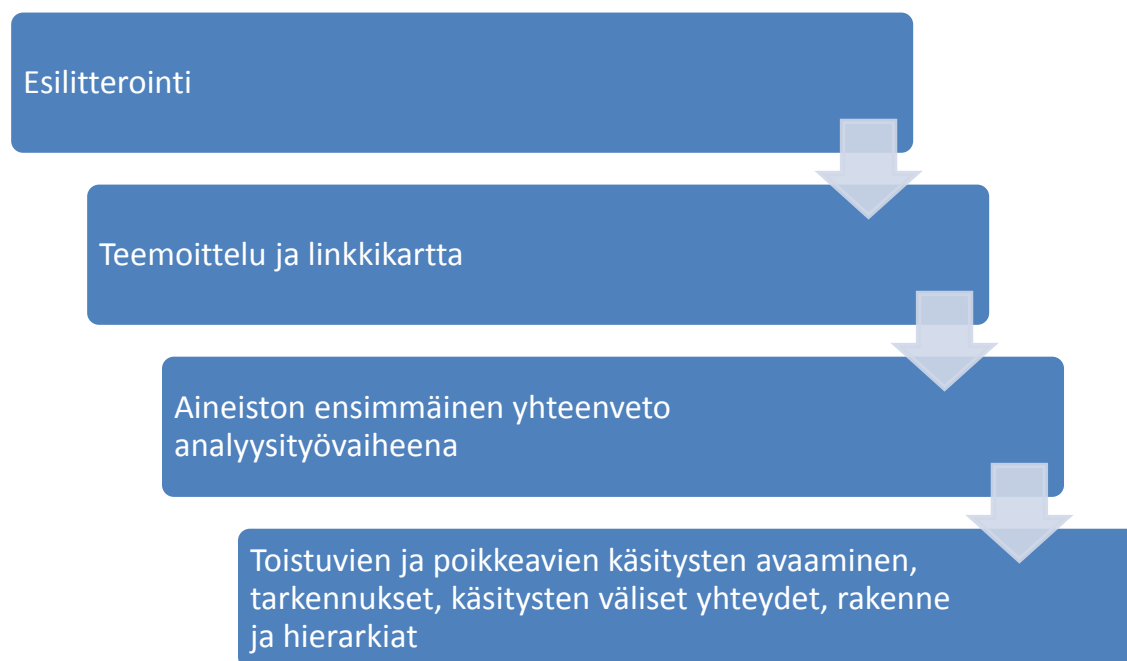 Esilitterointi
Teemoittelu ja linkkikartta
Aineiston ensimmäinen yhteenveto
analyysityövaiheena
Toistuvien ja poikkeavien käsitysten avaaminen,
tarkennukset, käsitysten väliset yhteydet, rakenne
ja hierarkiat